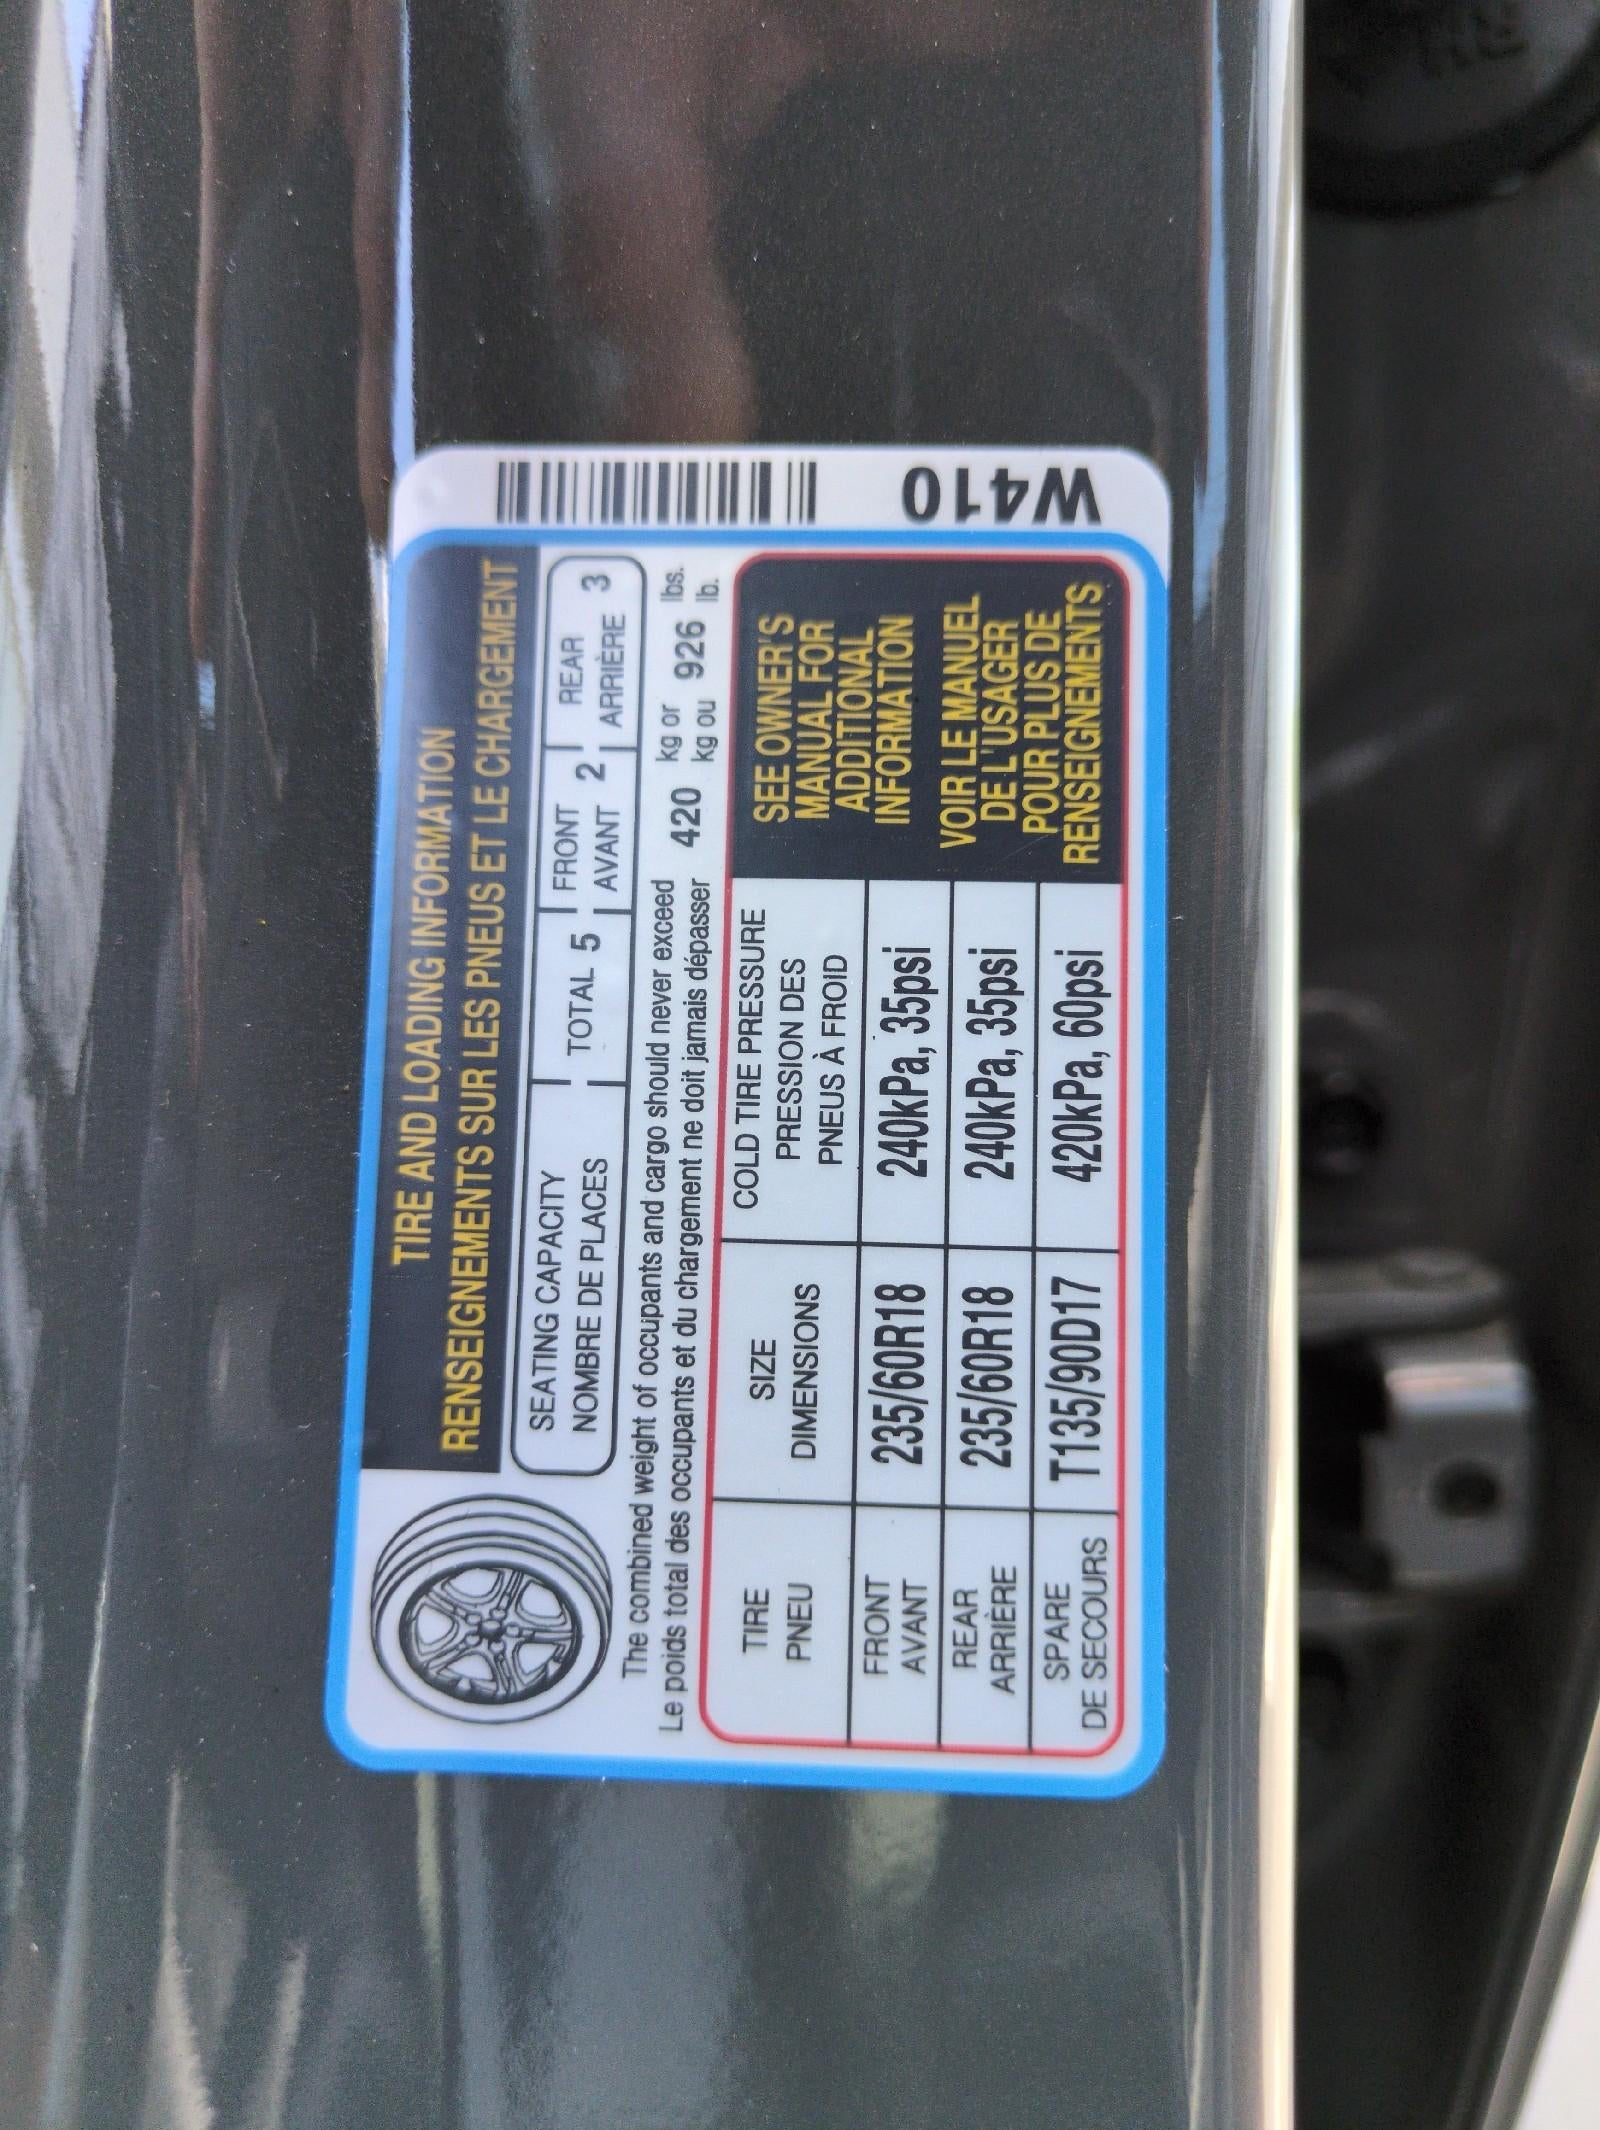 TIRE AND LOADING INFORMATION
RENSEIGNEMENTS SUR LES PNEUS ET LE CHARGEMENT
SEATING CAPACITY
NOMBRE DE PLACES
TOTAL 5
FRONT
AVANT 2
REAR
ARRIÈRE 3
The combined weight of occupants and cargo should never exceed 420 kg or 926 lbs.
Le poids total des occupants et du chargement ne doit jamais dépasser kg ou lb.
TIRE
PNEU
SIZE
DIMENSIONS
COLD TIRE PRESSURE
PRESSION DES
PNEUS À FROID
FRONT
AVANT
235/60R18
240kPa, 35psi
REAR
ARRIÈRE
235/60R18
240kPa, 35psi
SPARE
DE SECOURS
T135/90D17
420kPa, 60psi
SEE OWNER'S
MANUAL FOR
ADDITIONAL
INFORMATION
VOIR LE MANUEL
DE L'USAGER
POUR PLUS DE
RENSEIGNEMENTS
W410